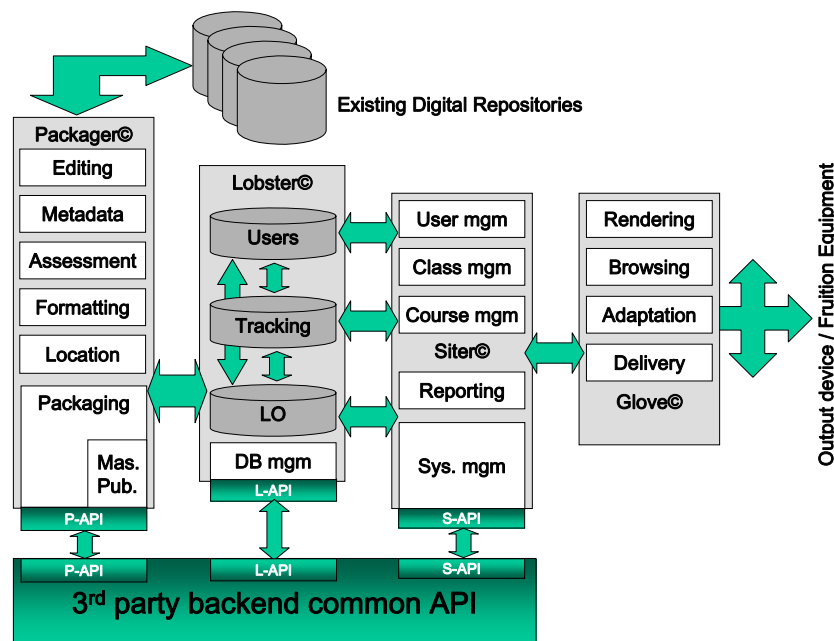 Existing Digital Repositories
Packager©
Editing
Metadata
Assessment
Formatting
Location
Packaging
Mas.
Pub.
P-API
Lobster©
Users
Tracking
LO
DB mgm
L-API
User mgm
Class mgm
Course mgm
Siter©
Reporting
Sys. mgm
S-API
Rendering
Browsing
Adaptation
Delivery
Glove©
Output device / Fruition Equipment
P-API
L-API
S-API
3rd party backend common API